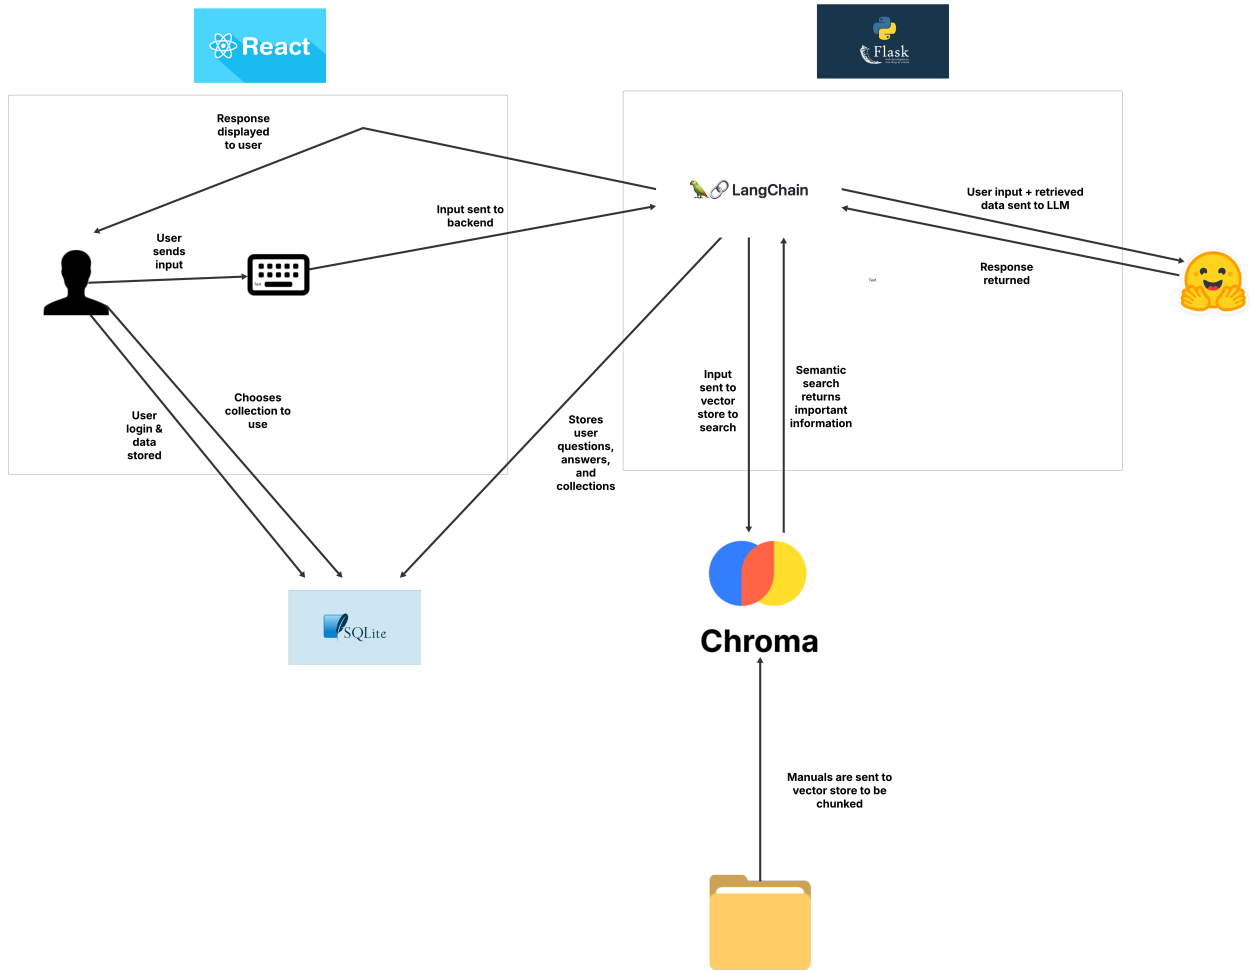 React
Flask
Response
displayed
to user
LangChain
User input + retrieved
data sent to LLM
Input sent to
backend
User
sends
input
Response
returned
Text
Text
Input
sent to
vector
store to
search
Semantic
search
returns
important
information
Chooses
collection to
use
User
login &
data
stored
Stores
user
questions,
answers,
and
collections
SQLite
Chroma
Manuals are sent to
vector store to be
chunked